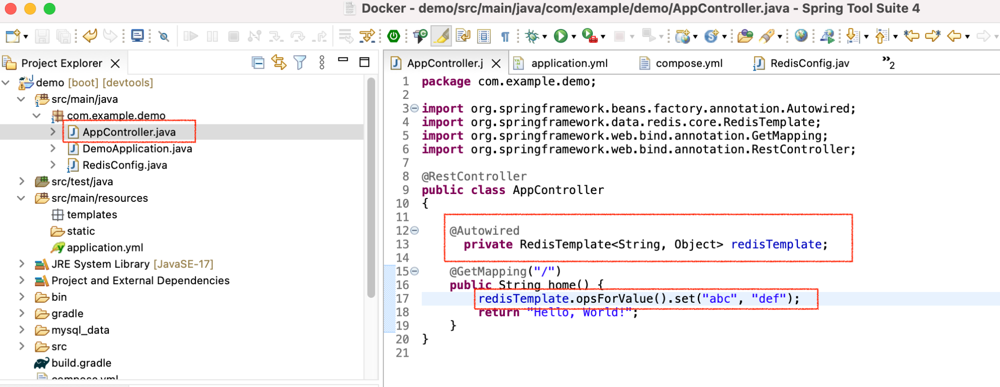 Docker - demo/src/main/java/com/example/demo/AppController.java - Spring Tool Suite 4
Project Explorer
demo [boot] [devtools]
src/main/java
com.example.demo
AppController.java
DemoApplication.java
RedisConfig.java
src/test/java
src/main/resources
templates
static
application.yml
JRE System Library [JavaSE-17]
Project and External Dependencies
bin
gradle
mysql_data
src
build.gradle
compose.yml
AppController.j
application.yml
compose.yml
RedisConfig.jav
»2
1 package com.example.demo;
2
3 import org.springframework.beans.factory.annotation.Autowired;
4 import org.springframework.data.redis.core.RedisTemplate;
5 import org.springframework.web.bind.annotation.GetMapping;
6 import org.springframework.web.bind.annotation.RestController;
7
8 @RestController
9 public class AppController
10 {
11
12 @Autowired
13 private RedisTemplate<String, Object> redisTemplate;
14
15 @GetMapping("/")
16 public String home() {
17 redisTemplate.opsForValue().set("abc", "def");
18 return "Hello, World!";
19 }
20 }
21